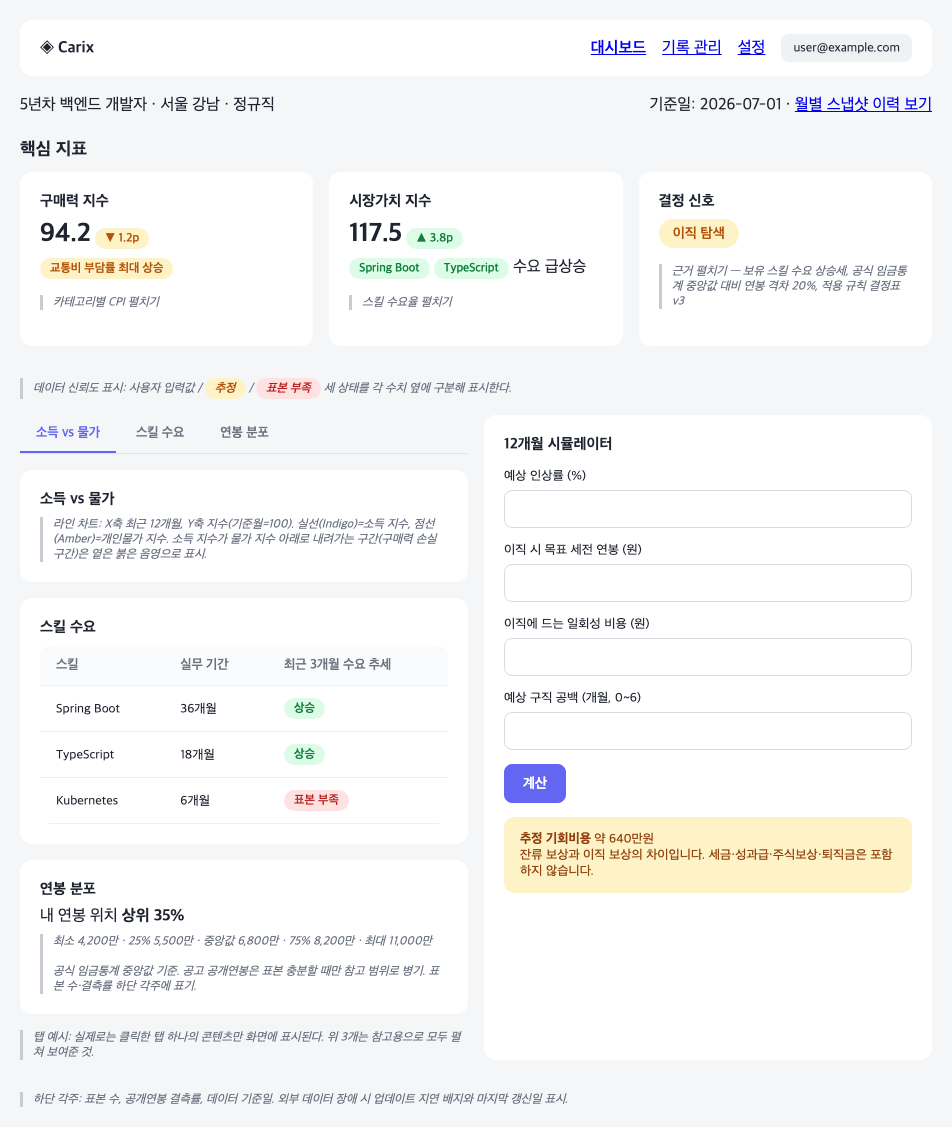 ◈ Carix
대시보드 기록 관리 설정 user@example.com
5년차 백엔드 개발자 · 서울 강남 · 정규직
기준일: 2026-07-01 · 월별 스냅샷 이력 보기
핵심 지표
구매력 지수
94.2 ▼ 1.2p
교통비 부담률 최대 상승
카테고리별 CPI 펼치기
시장가치 지수
117.5 ▲ 3.8p
Spring Boot TypeScript 수요 급상승
스킬 수요율 펼치기
결정 신호
이직 탐색
근거 펼치기 — 보유 스킬 수요 상승세, 공식 임금통
계 중앙값 대비 연봉 격차 20%, 적용 규칙 결정표
v3
데이터 신뢰도 표시: 사용자 입력값 / 추정 / 표본 부족 세 상태를 각 수치 옆에 구분해 표시한다.
소득 vs 물가 스킬 수요 연봉 분포
소득 vs 물가
라인 차트: X축 최근 12개월, Y축 지수(기준월=100). 실선(Indigo)=소득 지수, 점선
(Amber)=개인물가 지수. 소득 지수가 물가 지수 아래로 내려가는 구간(구매력 손실
구간)은 옅은 붉은 음영으로 표시.
스킬 수요
스킬 실무 기간 최근 3개월 수요 추세
Spring Boot 36개월 상승
TypeScript 18개월 상승
Kubernetes 6개월 표본 부족
연봉 분포
내 연봉 위치 상위 35%
최소 4,200만 · 25% 5,500만 · 중앙값 6,800만 · 75% 8,200만 · 최대 11,000만
공식 임금통계 중앙값 기준. 공고 공개연봉은 표본 충분할 때만 참고 범위로 병기. 표
본 수·결측률 하단 각주에 표기.
탭 예시: 실제로는 클릭한 탭 하나의 콘텐츠만 화면에 표시된다. 위 3개는 참고용으로 모두 펼
쳐 보여준 것.
12개월 시뮬레이터
예상 인상률 (%)
이직 시 목표 세전 연봉 (원)
이직에 드는 일회성 비용 (원)
예상 구직 공백 (개월, 0~6)
계산
추정 기회비용 약 640만원
잔류 보상과 이직 보상의 차이입니다. 세금·성과급·주식보상·퇴직금은 포함
하지 않습니다.
하단 각주: 표본 수, 공개연봉 결측률, 데이터 기준일. 외부 데이터 장애 시 업데이트 지연 배지와 마지막 갱신일 표시.